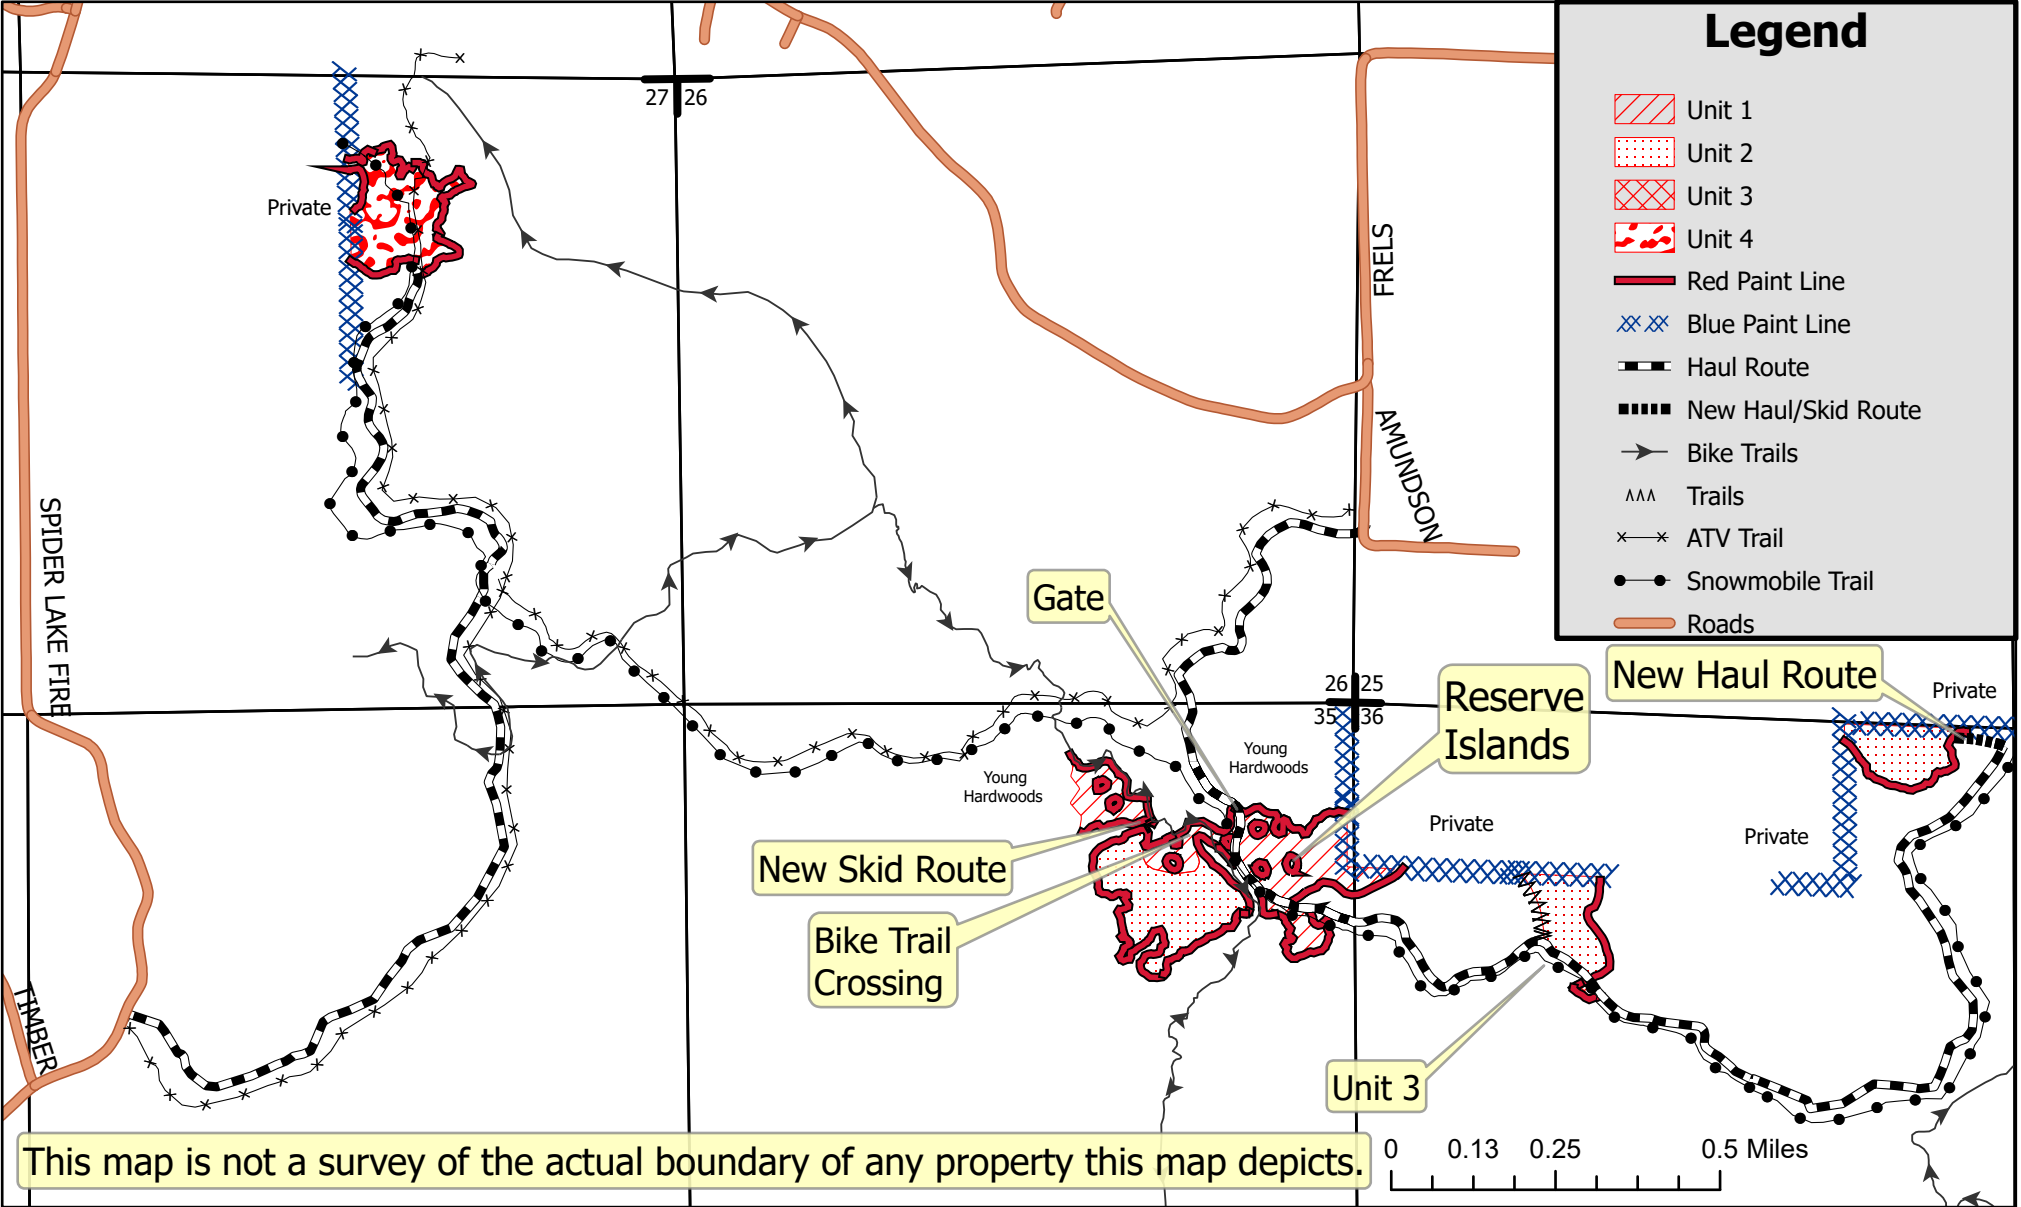 Legend
Unit 1
Unit 2
Unit 3
Unit 4
Red Paint Line
Blue Paint Line
Haul Route
New Haul/Skid Route
Bike Trails
Trails
ATV Trail
Snowmobile Trail
Roads
27 26
Private
FRELS
AMUNDSON
SPIDER LAKE FIRE
TIMBER
Gate
26 25
35 36
Reserve
Islands
New Haul Route
Private
Young
Hardwoods
Young
Hardwoods
Private
Private
New Skid Route
Bike Trail
Crossing
Unit 3
This map is not a survey of the actual boundary of any property this map depicts.
0 0.13 0.25 0.5 Miles